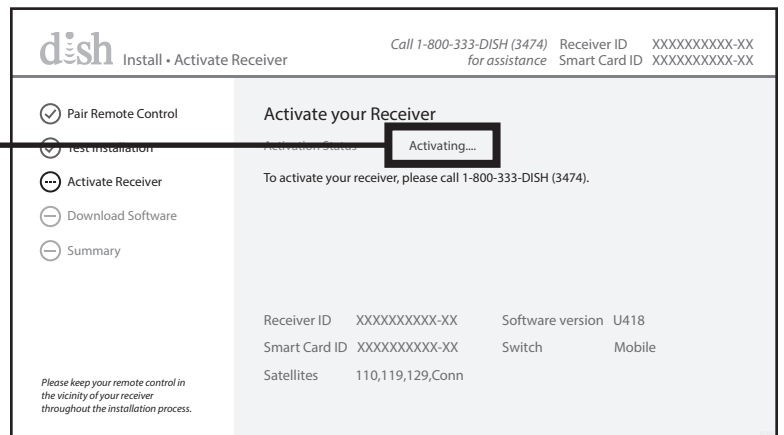 dish Install • Activate Receiver
Call 1-800-333-DISH (3474) Receiver ID XXXXXXXXXX-XX
for assistance Smart Card ID XXXXXXXXXX-XX
Pair Remote Control
Test Installation
Activate Receiver
Download Software
Summary
Please keep your remote control in
the vicinity of your receiver
throughout the installation process.
Activate your Receiver
Activation Status Activating....
To activate your receiver, please call 1-800-333-DISH (3474).
Receiver ID XXXXXXXXXX-XX Software version U418
Smart Card ID XXXXXXXXXX-XX Switch Mobile
Satellites 110,119,129,Conn